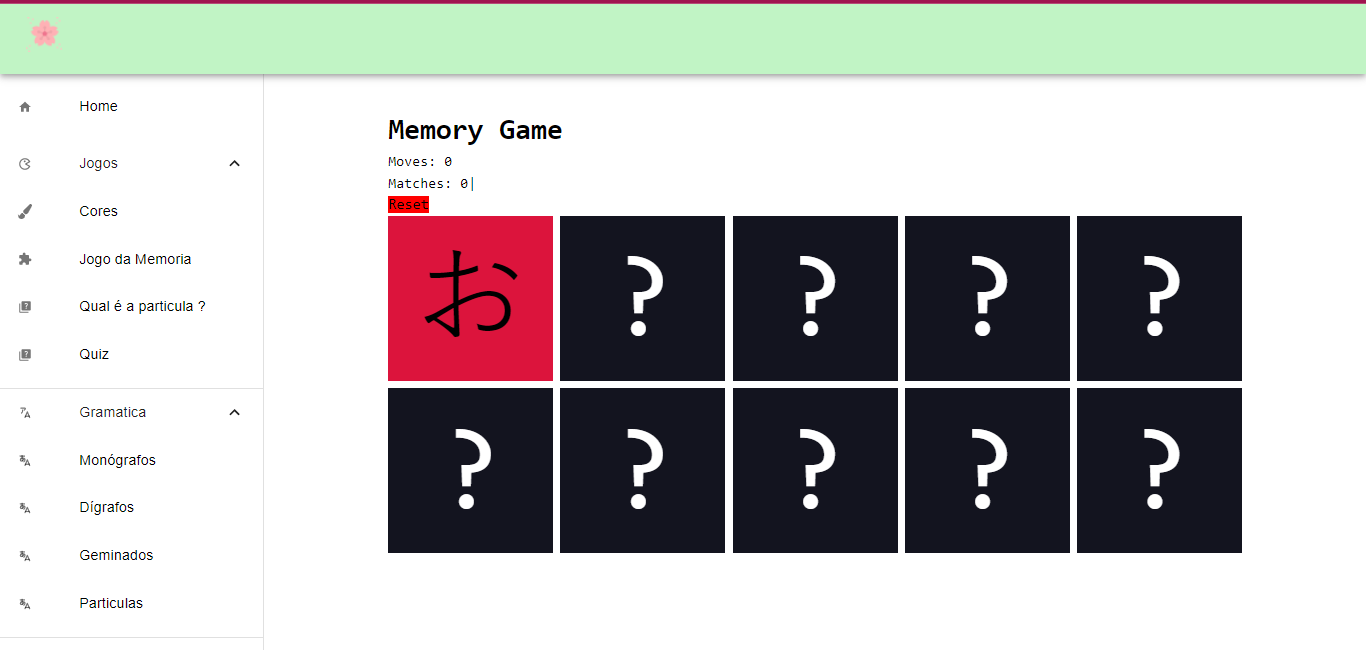 Home
Jogos
Cores
Jogo da Memoria
Qual é a particula ?
Quiz
Gramatica
Monógrafos
Dígrafos
Geminados
Particulas
Memory Game
Moves: 0
Matches: 0|
Reset
お ? ? ? ?
? ? ? ? ?